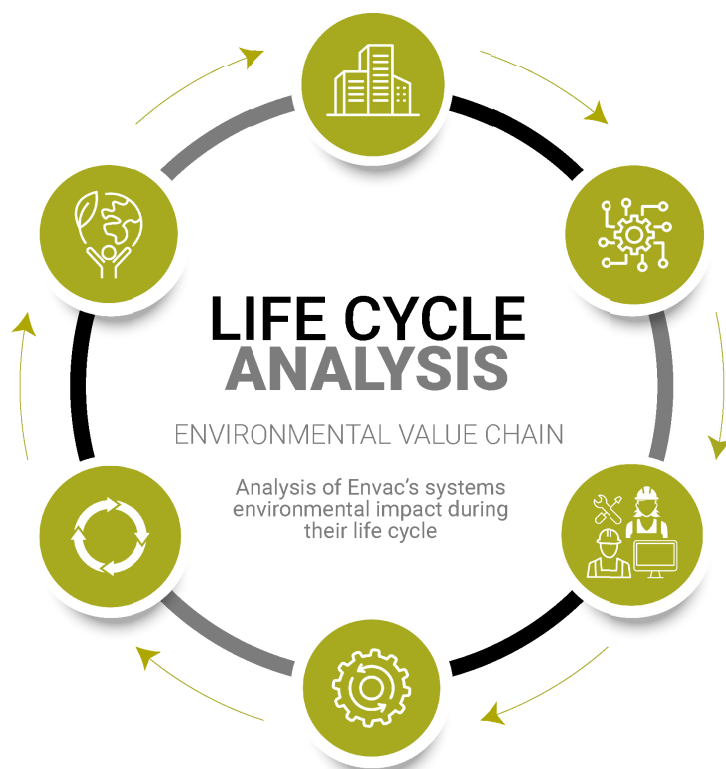 LIFE CYCLE
ANALYSIS
ENVIRONMENTAL VALUE CHAIN
Analysis of Envac's systems
environmental impact during
their life cycle